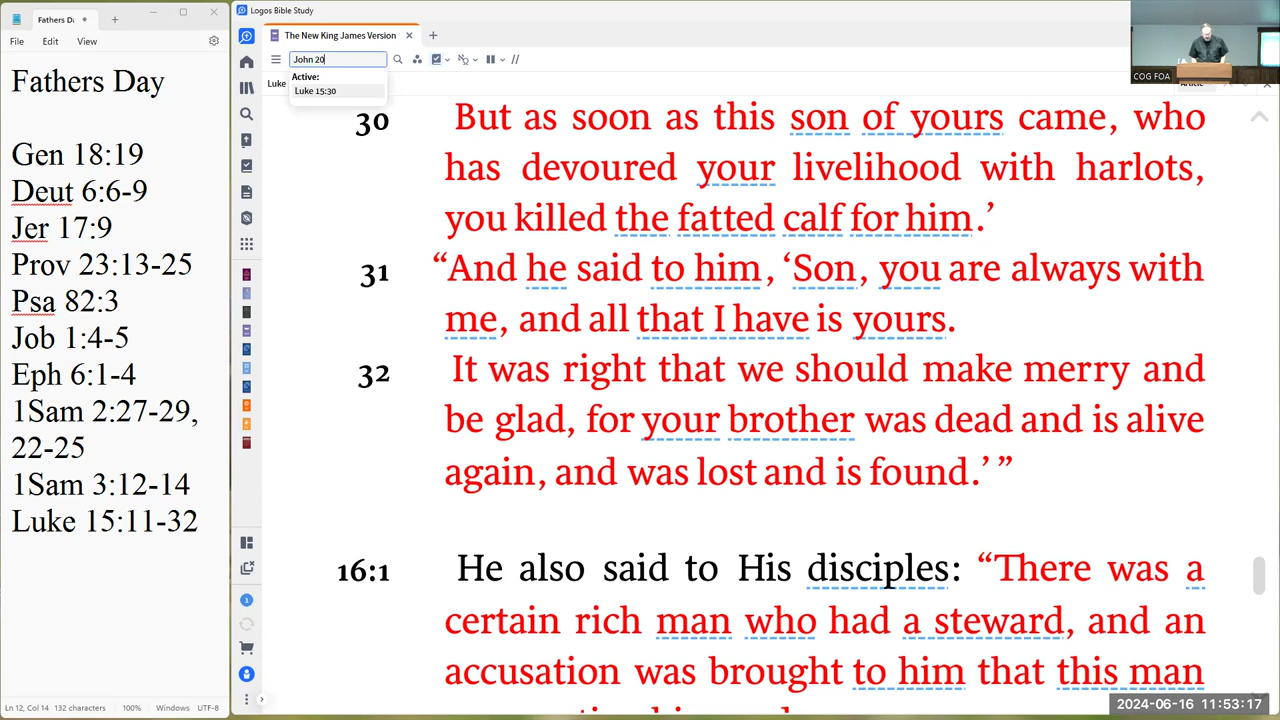 Fathers Da
File Edit View
Fathers Day
Gen 18:19
Deut 6:6-9
Jer 17:9
Prov 23:13-25
Psa 82:3
Job 1:4-5
Eph 6:1-4
1Sam 2:27-29,
22-25
1Sam 3:12-14
Luke 15:11-32
Ln 12, Col 14 132 characters 100% Windows UTF-8
Logos Bible Study
The New King James Version
John 20
Active:
Luke 15:30
Luke
COG FOA
30 But as soon as this son of yours came, who
has devoured your livelihood with harlots,
you killed the fatted calf for him.’
31 “And he said to him, ‘Son, you are always with
me, and all that I have is yours.
32 It was right that we should make merry and
be glad, for your brother was dead and is alive
again, and was lost and is found.’ ”
16:1 He also said to His disciples: “There was a
certain rich man who had a steward, and an
accusation was brought to him that this man
2024-06-16 11:53:17